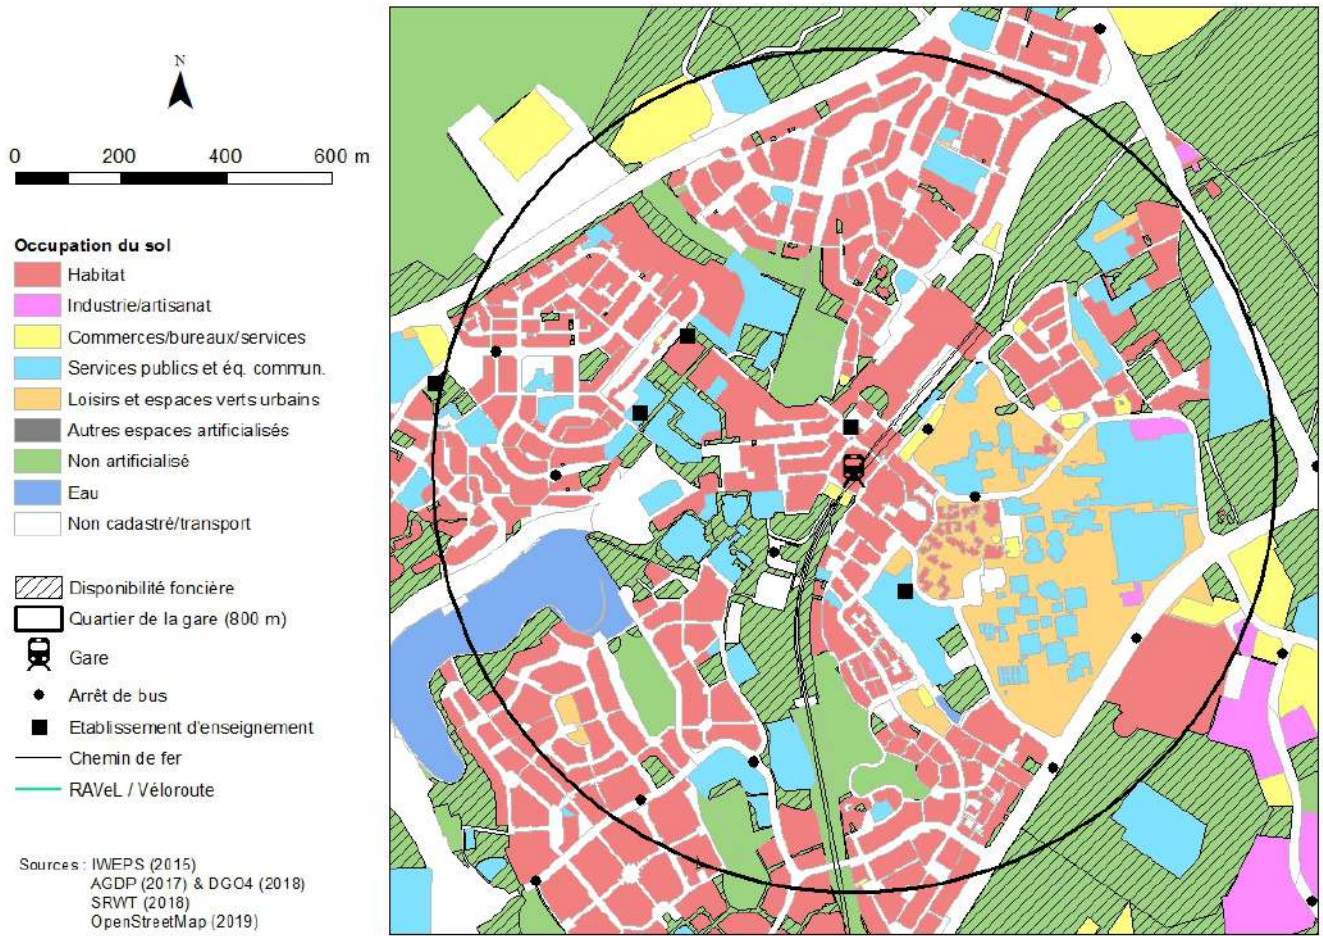 N
0 200 400 600 m
Occupation du sol
Habitat
Industrie/artisanat
Commerces/bureaux/services
Services publics et éq. commun.
Loisirs et espaces verts urbains
Autres espaces artificialisés
Non artificialisé
Eau
Non cadastré/transport
Disponibilité foncière
Quartier de la gare (800 m)
Gare
Arrêt de bus
Etablissement d'enseignement
Chemin de fer
RAVeL / Véloroute
Sources : IWEPS (2015)
AGDP (2017) & DGO4 (2018)
SRWT (2018)
OpenStreetMap (2019)